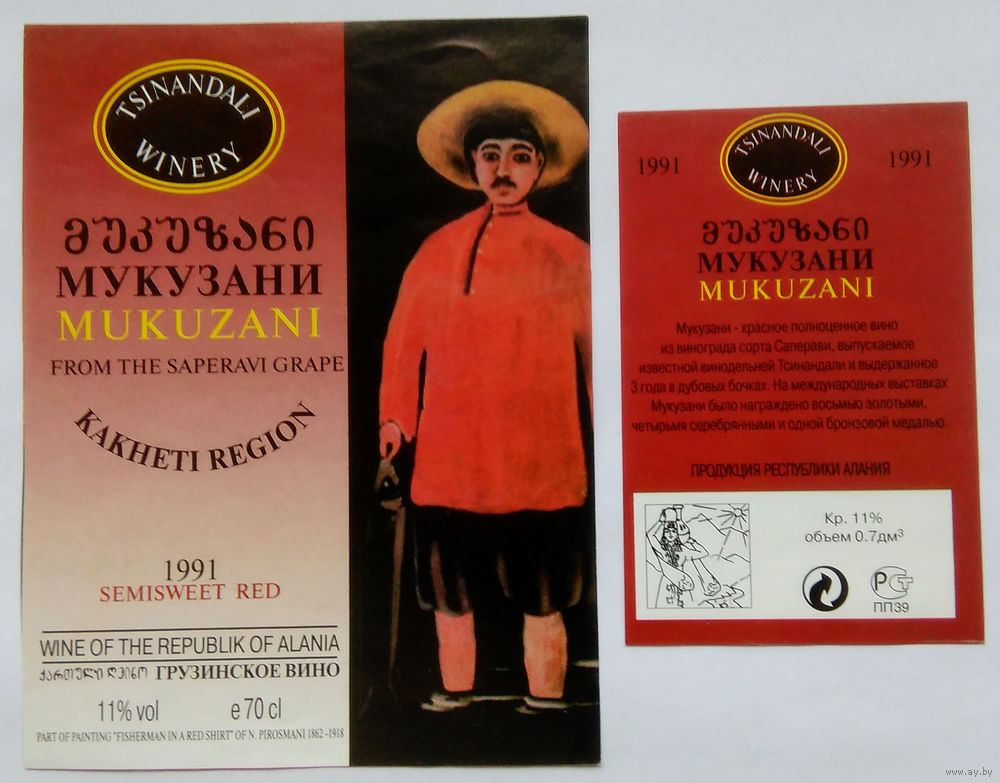 TSINANDALI
WINERY
მუკუზანი
МУКУЗАНИ
MUKUZANI
FROM THE SAPERAVI GRAPE
KAKHETI REGION
1991
SEMISWEET RED
WINE OF THE REPUBLIK OF ALANIA
ქართული ღვინო ГРУЗИНСКОЕ ВИНО
11% vol e 70 cl
PART OF PAINTING "FISHERMAN IN A RED SHIRT" OF N. PIROSMANI 1862 -1918
1991 1991
TSINANDALI
WINERY
მუკუზანი
МУКУЗАНИ
MUKUZANI
Мукузани - красное полноценное вино
из винограда сорта Саперави, выпускаемое
известной винодельней Тсинандали и выдержанное
3 года в дубовых бочках. На международных выставках
Мукузани было награждено восьмью золотыми,
четырьмя серебрянными и одной бронзовой медалью.
ПРОДУКЦИЯ РЕСПУБЛИКИ АЛАНИЯ
Кр. 11%
объем 0.7дм³
РСТ
ПП39
www.ay.by